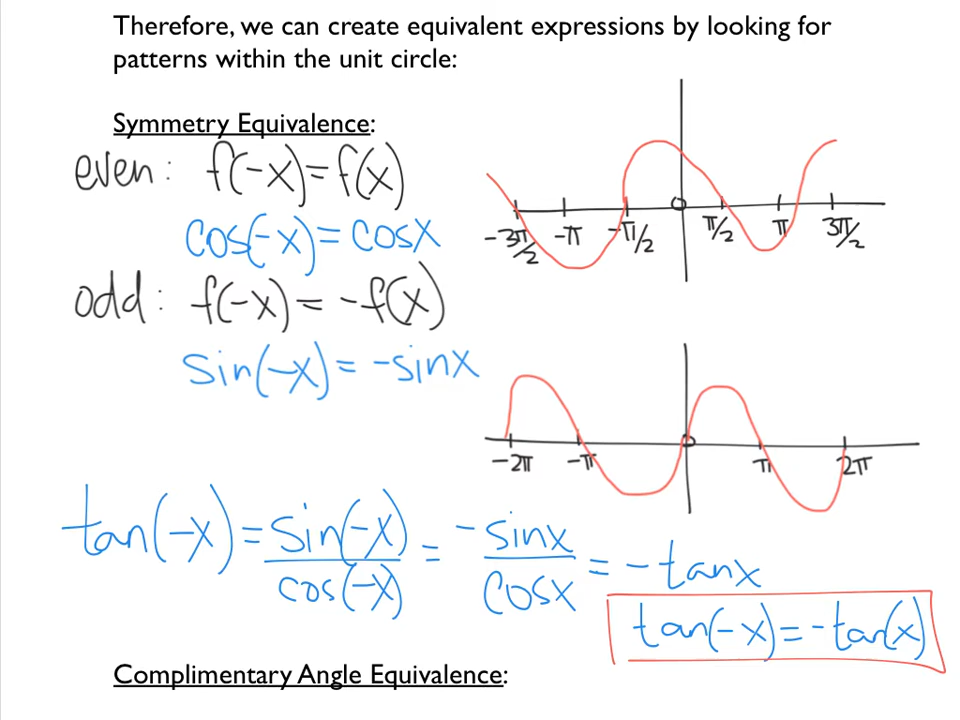 Therefore, we can create equivalent expressions by looking for
patterns within the unit circle:
Symmetry Equivalence:
even: f(-x)=f(x)
cos(-x)=cosx
odd: f(-x)=-f(x)
sin(-x)=-sinx
-3π/2 -π -π/2 π/2 π 3π/2
-2π -π π 2π
tan(-x)=sin(-x)/cos(-x) = -sinx/cosx = -tanx
tan(-x)=-tan(x)
Complimentary Angle Equivalence: